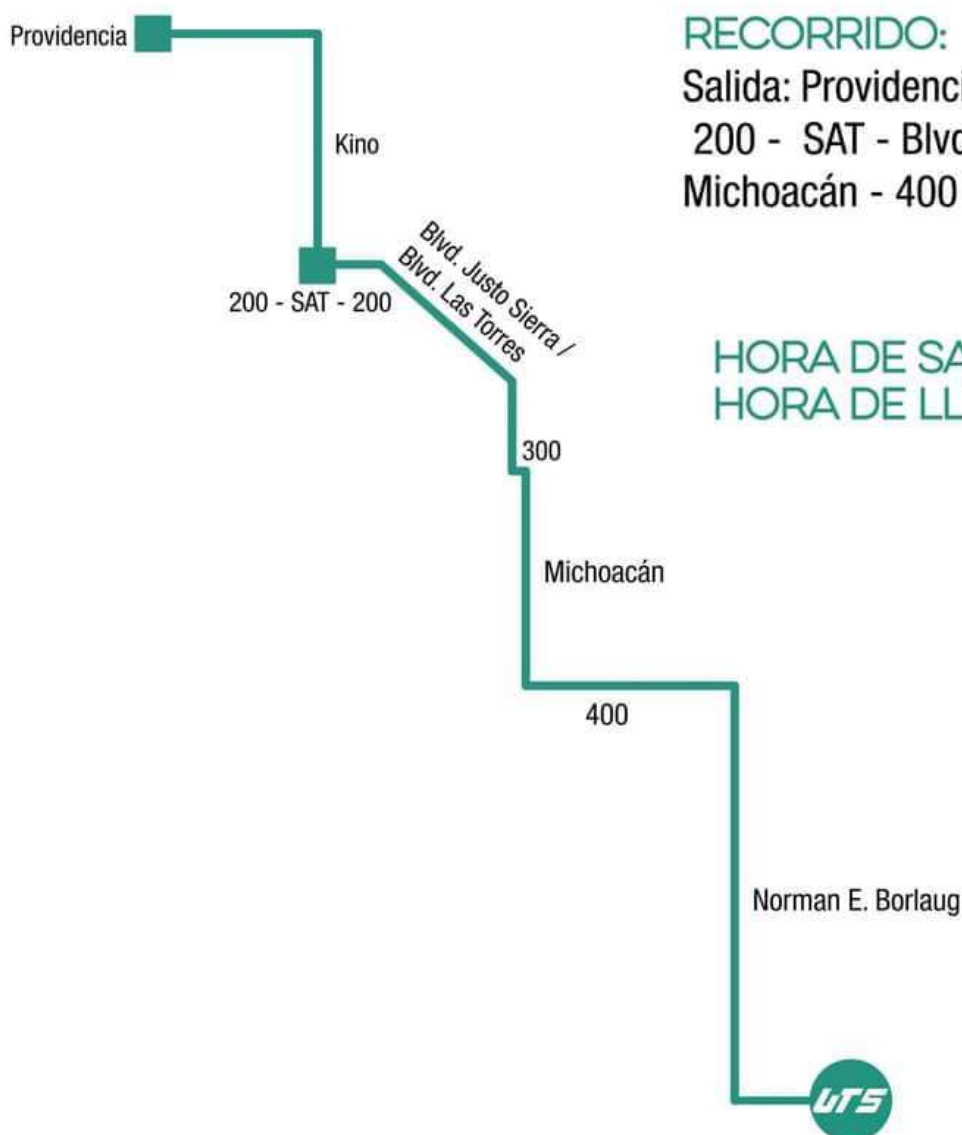 Providencia
RECORRIDO:
Salida: Providenci
200 - SAT - Blvd
Michoacán - 400
Kino
200 - SAT - 200
Blvd. Justo Sierra /
Blvd. Las Torres
HORA DE SA
HORA DE LL
300
Michoacán
400
Norman E. Borlaug
UTS